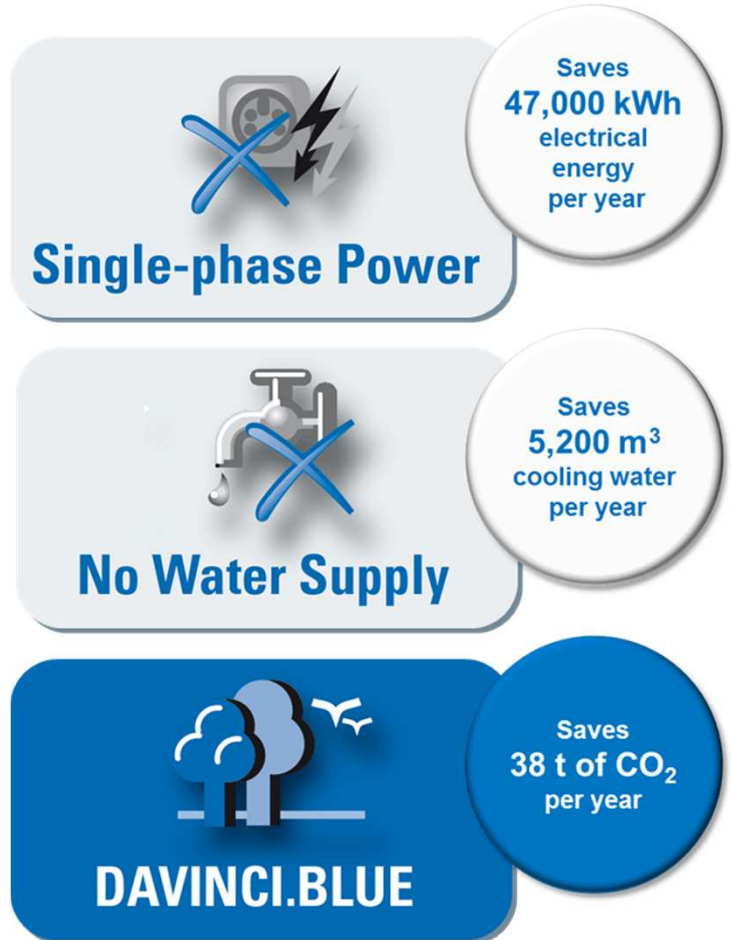 Saves
47,000 kWh
electrical
energy
per year
Single-phase Power
Saves
5,200 m³
cooling water
per year
No Water Supply
Saves
38 t of CO₂
per year
DAVINCI.BLUE